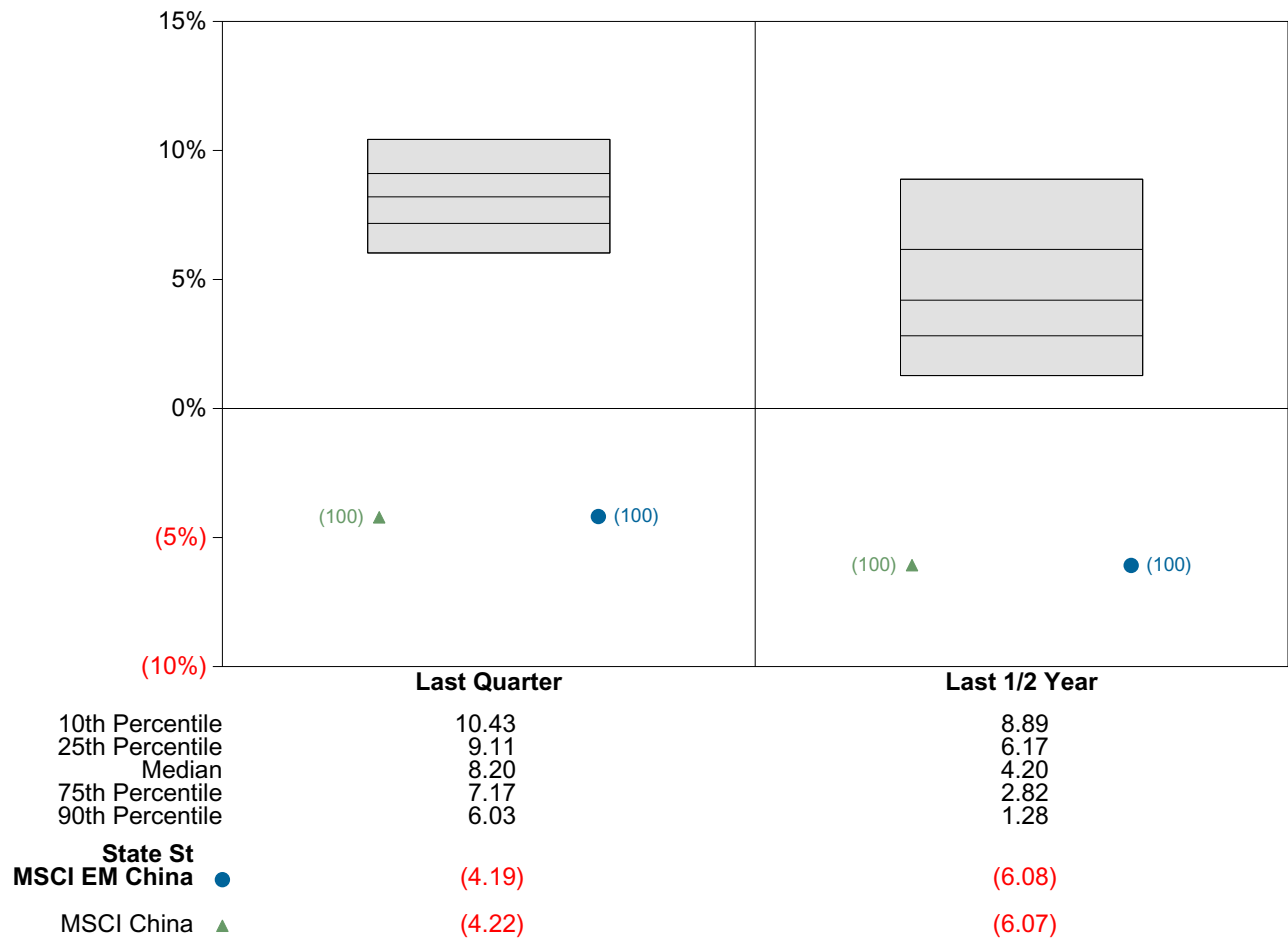 15%
10%
5%
0%
(100) (100)
(5%)
(100) (100)
(10%)
Last Quarter Last 1/2 Year
10th Percentile 10.43 8.89
25th Percentile 9.11 6.17
Median 8.20 4.20
75th Percentile 7.17 2.82
90th Percentile 6.03 1.28
State St
MSCI EM China (4.19) (6.08)
MSCI China (4.22) (6.07)